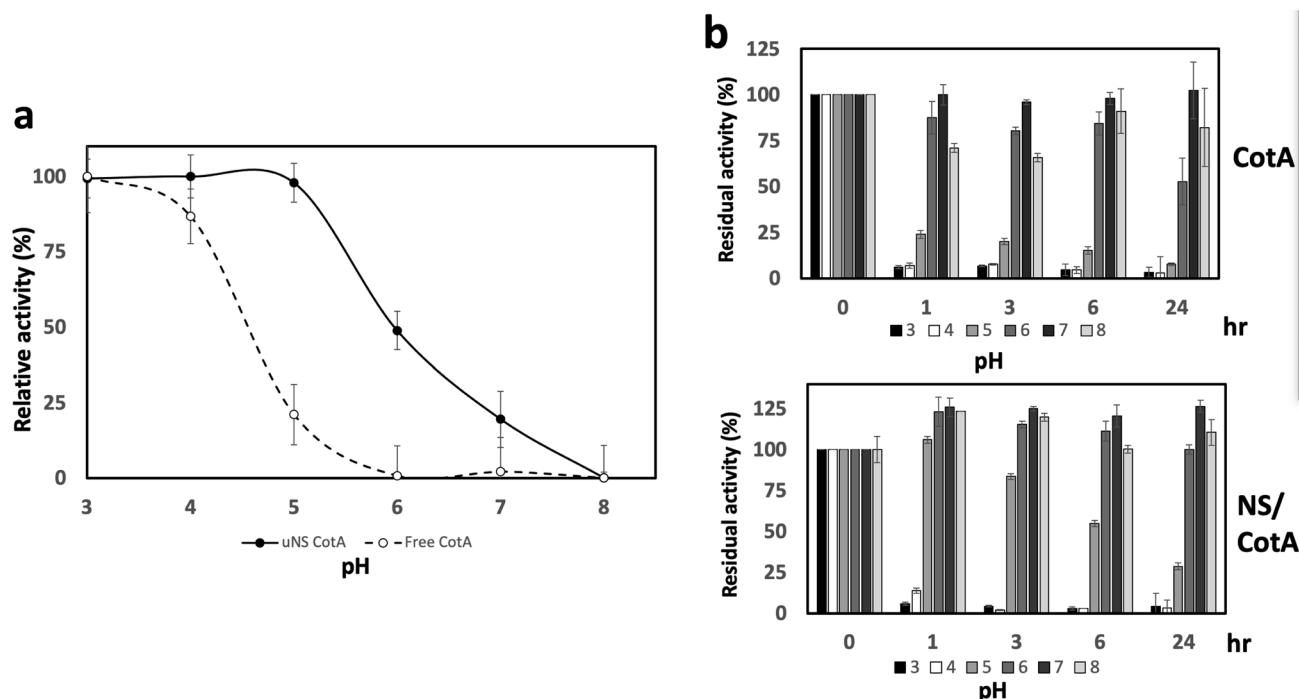 a
Relative activity (%)
100
75
50
25
0
3 4 5 6 7 8
uNS CotA Free CotA
pH
b
Residual activity (%)
125
100
75
50
25
0
0 1 3 6 24
hr
3 4 5 6 7 8
pH
CotA
Residual activity (%)
125
100
75
50
25
0
0 1 3 6 24 hr
3 4 5 6 7 8
pH
NS/
CotA